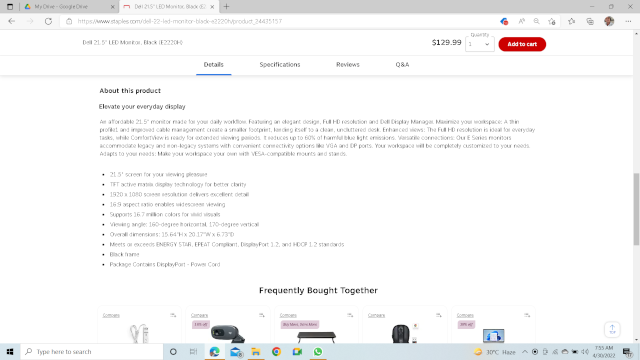 My Drive - Google Drive
Dell 21.5" LED Monitor, Black (E2
https://www.staples.com/dell-22-led-monitor-black-e2220h/product_24435157
Dell 21.5" LED Monitor, Black (E2220H)
$129.99
Quantity
1
Add to cart
Details
Specifications
Reviews
Q&A
About this product
Elevate your everyday display
An affordable 21.5" monitor made for your daily workflow. Featuring an elegant design, Full HD resolution and Dell Display Manager. Maximize your workspace: A thin
profile1 and improved cable management create a smaller footprint, lending itself to a clean, uncluttered desk. Enhanced views: The Full HD resolution is ideal for everyday
tasks, while ComfortView is ready for extended viewing periods. It reduces up to 60% of harmful blue light emissions. Versatile connections: Our E Series monitors
accommodate legacy and non-legacy systems with convenient connectivity options like VGA and DP ports. Your workspace will be completely customized to your needs.
Adapts to your needs: Make your workspace your own with VESA-compatible mounts and stands.
• 21.5" screen for your viewing pleasure
• TFT active matrix display technology for better clarity
• 1920 x 1080 screen resolution delivers excellent detail
• 16:9 aspect ratio enables widescreen viewing
• Supports 16.7 million colors for vivid visuals
• Viewing angle: 160-degree horizontal, 170-degree vertical
• Overall dimensions: 15.64"H x 20.17"W x 6.73"D
• Meets or exceeds ENERGY STAR, EPEAT Compliant, DisplayPort 1.2, and HDCP 1.2 standards
• Black frame
• Package Contains DisplayPort - Power Cord
Frequently Bought Together
Compare
Compare
Compare
Compare
Compare
Buy More, Save More
Type here to search
30°C Haze
7:55 AM
4/30/2022